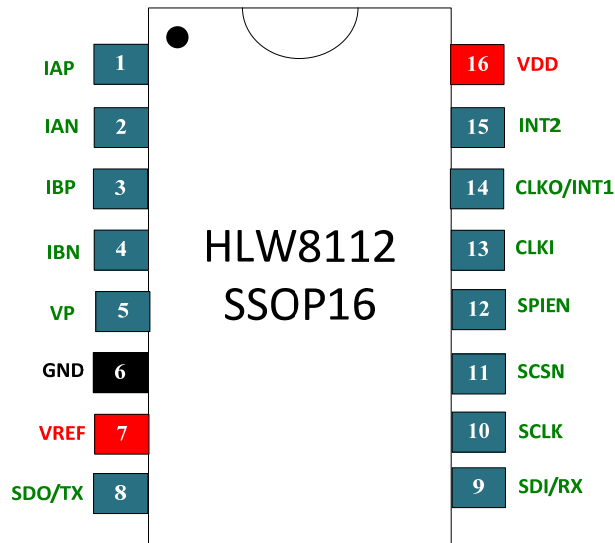 IAP 1 16 VDD
IAN 2 15 INT2
IBP 3 14 CLKO/INT1
IBN 4 13 CLKI
HLW8112
SSOP16
VP 5 12 SPIEN
GND 6 11 SCSN
VREF 7 10 SCLK
SDO/TX 8 9 SDI/RX